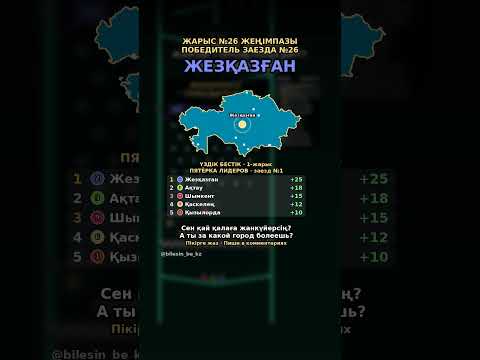 ЖАРЫС №26 ЖЕҢІМПАЗЫ
ПОБЕДИТЕЛЬ ЗАЕЗДА №26
ЖЕЗҚАЗҒАН
Жезқазған
ҮЗДІК БЕСТІК - 1-жарыс
ПЯТЁРКА ЛИДЕРОВ - заезд №1
1 Жезқазған +25
2 Ақтау +18
3 Шымкент +15
4 Қаскелең +12
5 Қызылорда +10
Сен қай қалаға жанкүйерсің?
А ты за какой город болеешь?
Пікірге жаз - Пиши в комментариях
@bilesin_be_kz